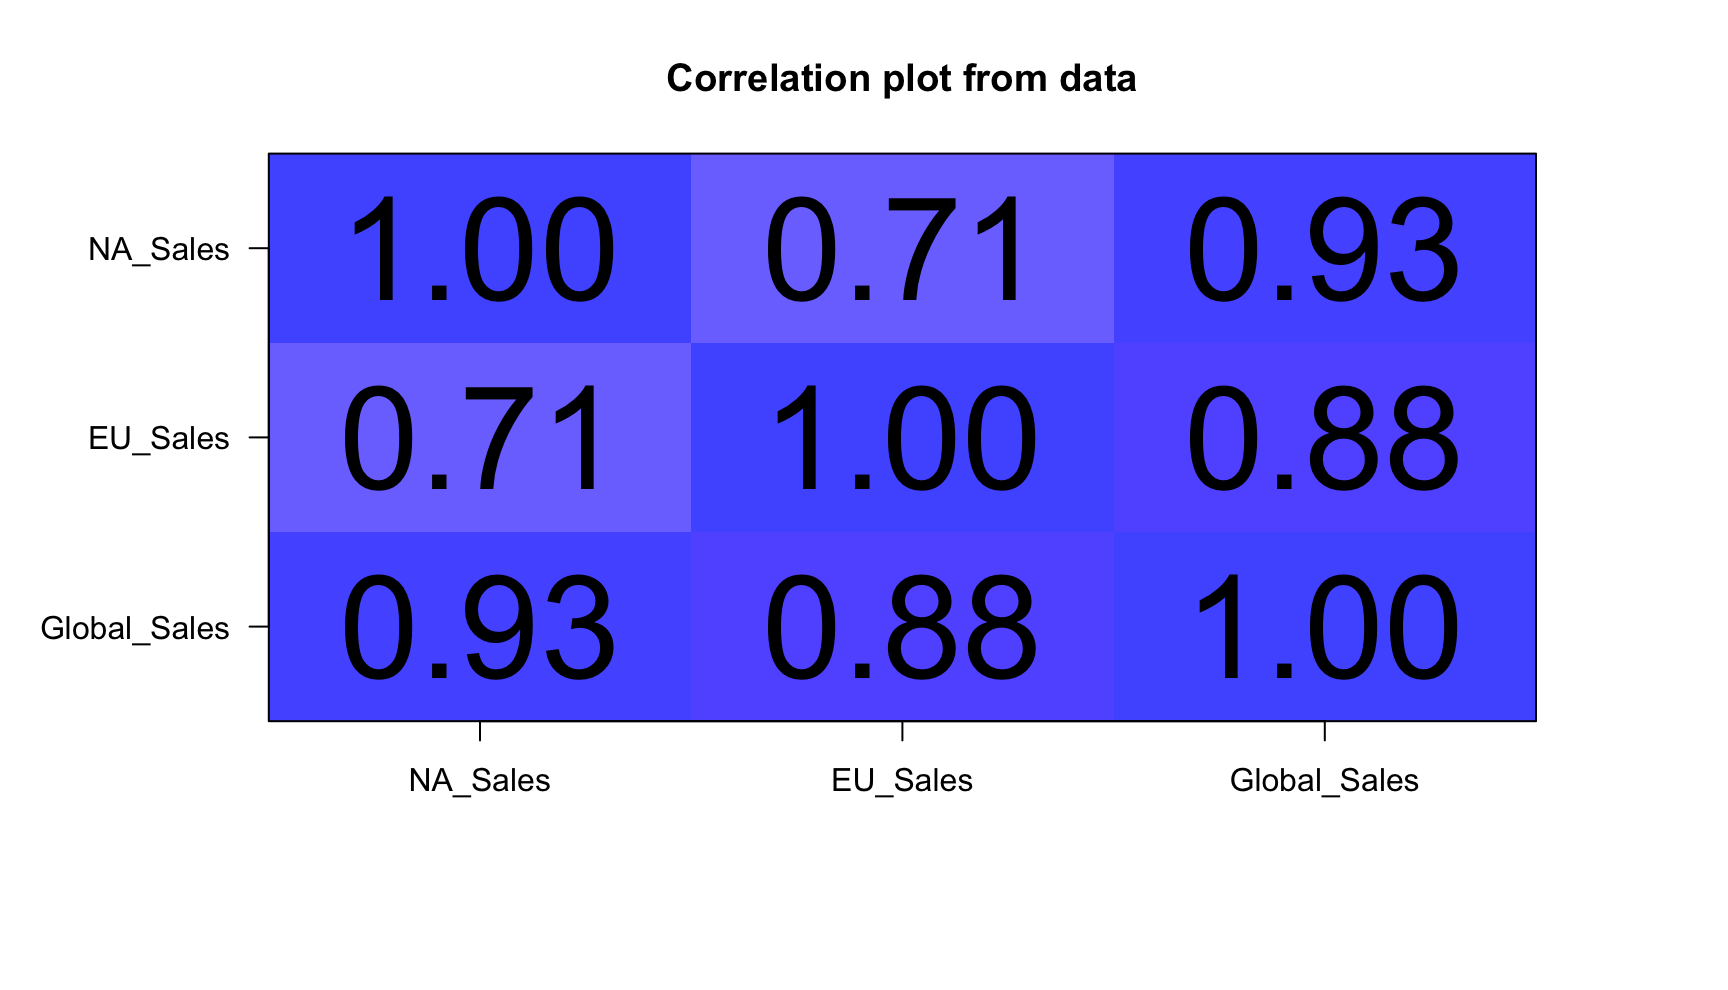 Correlation plot from data
NA_Sales 1.00 0.71 0.93
EU_Sales 0.71 1.00 0.88
Global_Sales 0.93 0.88 1.00
NA_Sales EU_Sales Global_Sales